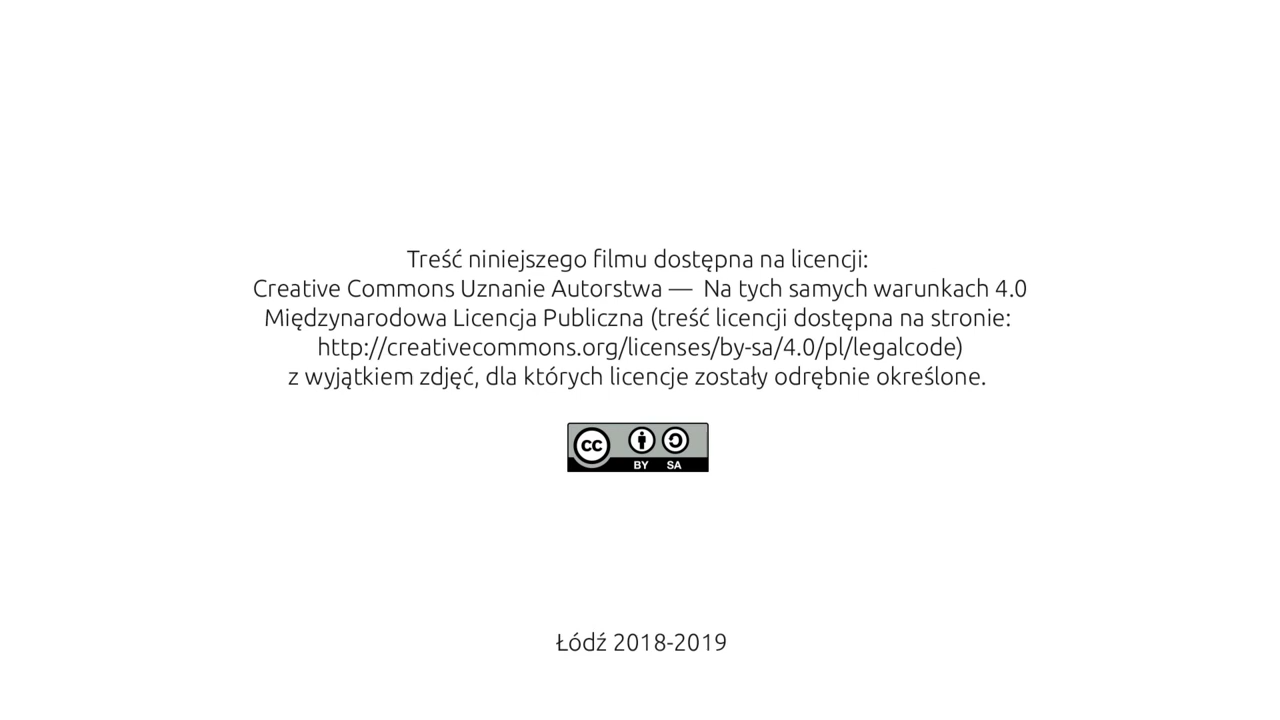 Treść niniejszego filmu dostępna na licencji:
Creative Commons Uznanie Autorstwa — Na tych samych warunkach 4.0
Międzynarodowa Licencja Publiczna (treść licencji dostępna na stronie:
http://creativecommons.org/licenses/by-sa/4.0/pl/legalcode)
z wyjątkiem zdjęć, dla których licencje zostały odrębnie określone.
cc
BY SA
Łódź 2018-2019